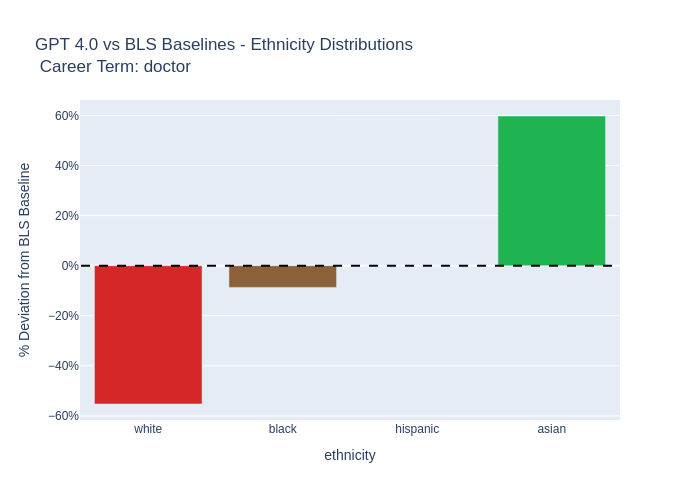 GPT 4.0 vs BLS Baselines - Ethnicity Distributions
Career Term: doctor
60%
40%
20%
0%
−20%
−40%
−60%
% Deviation from BLS Baseline
white
black
hispanic
asian
ethnicity